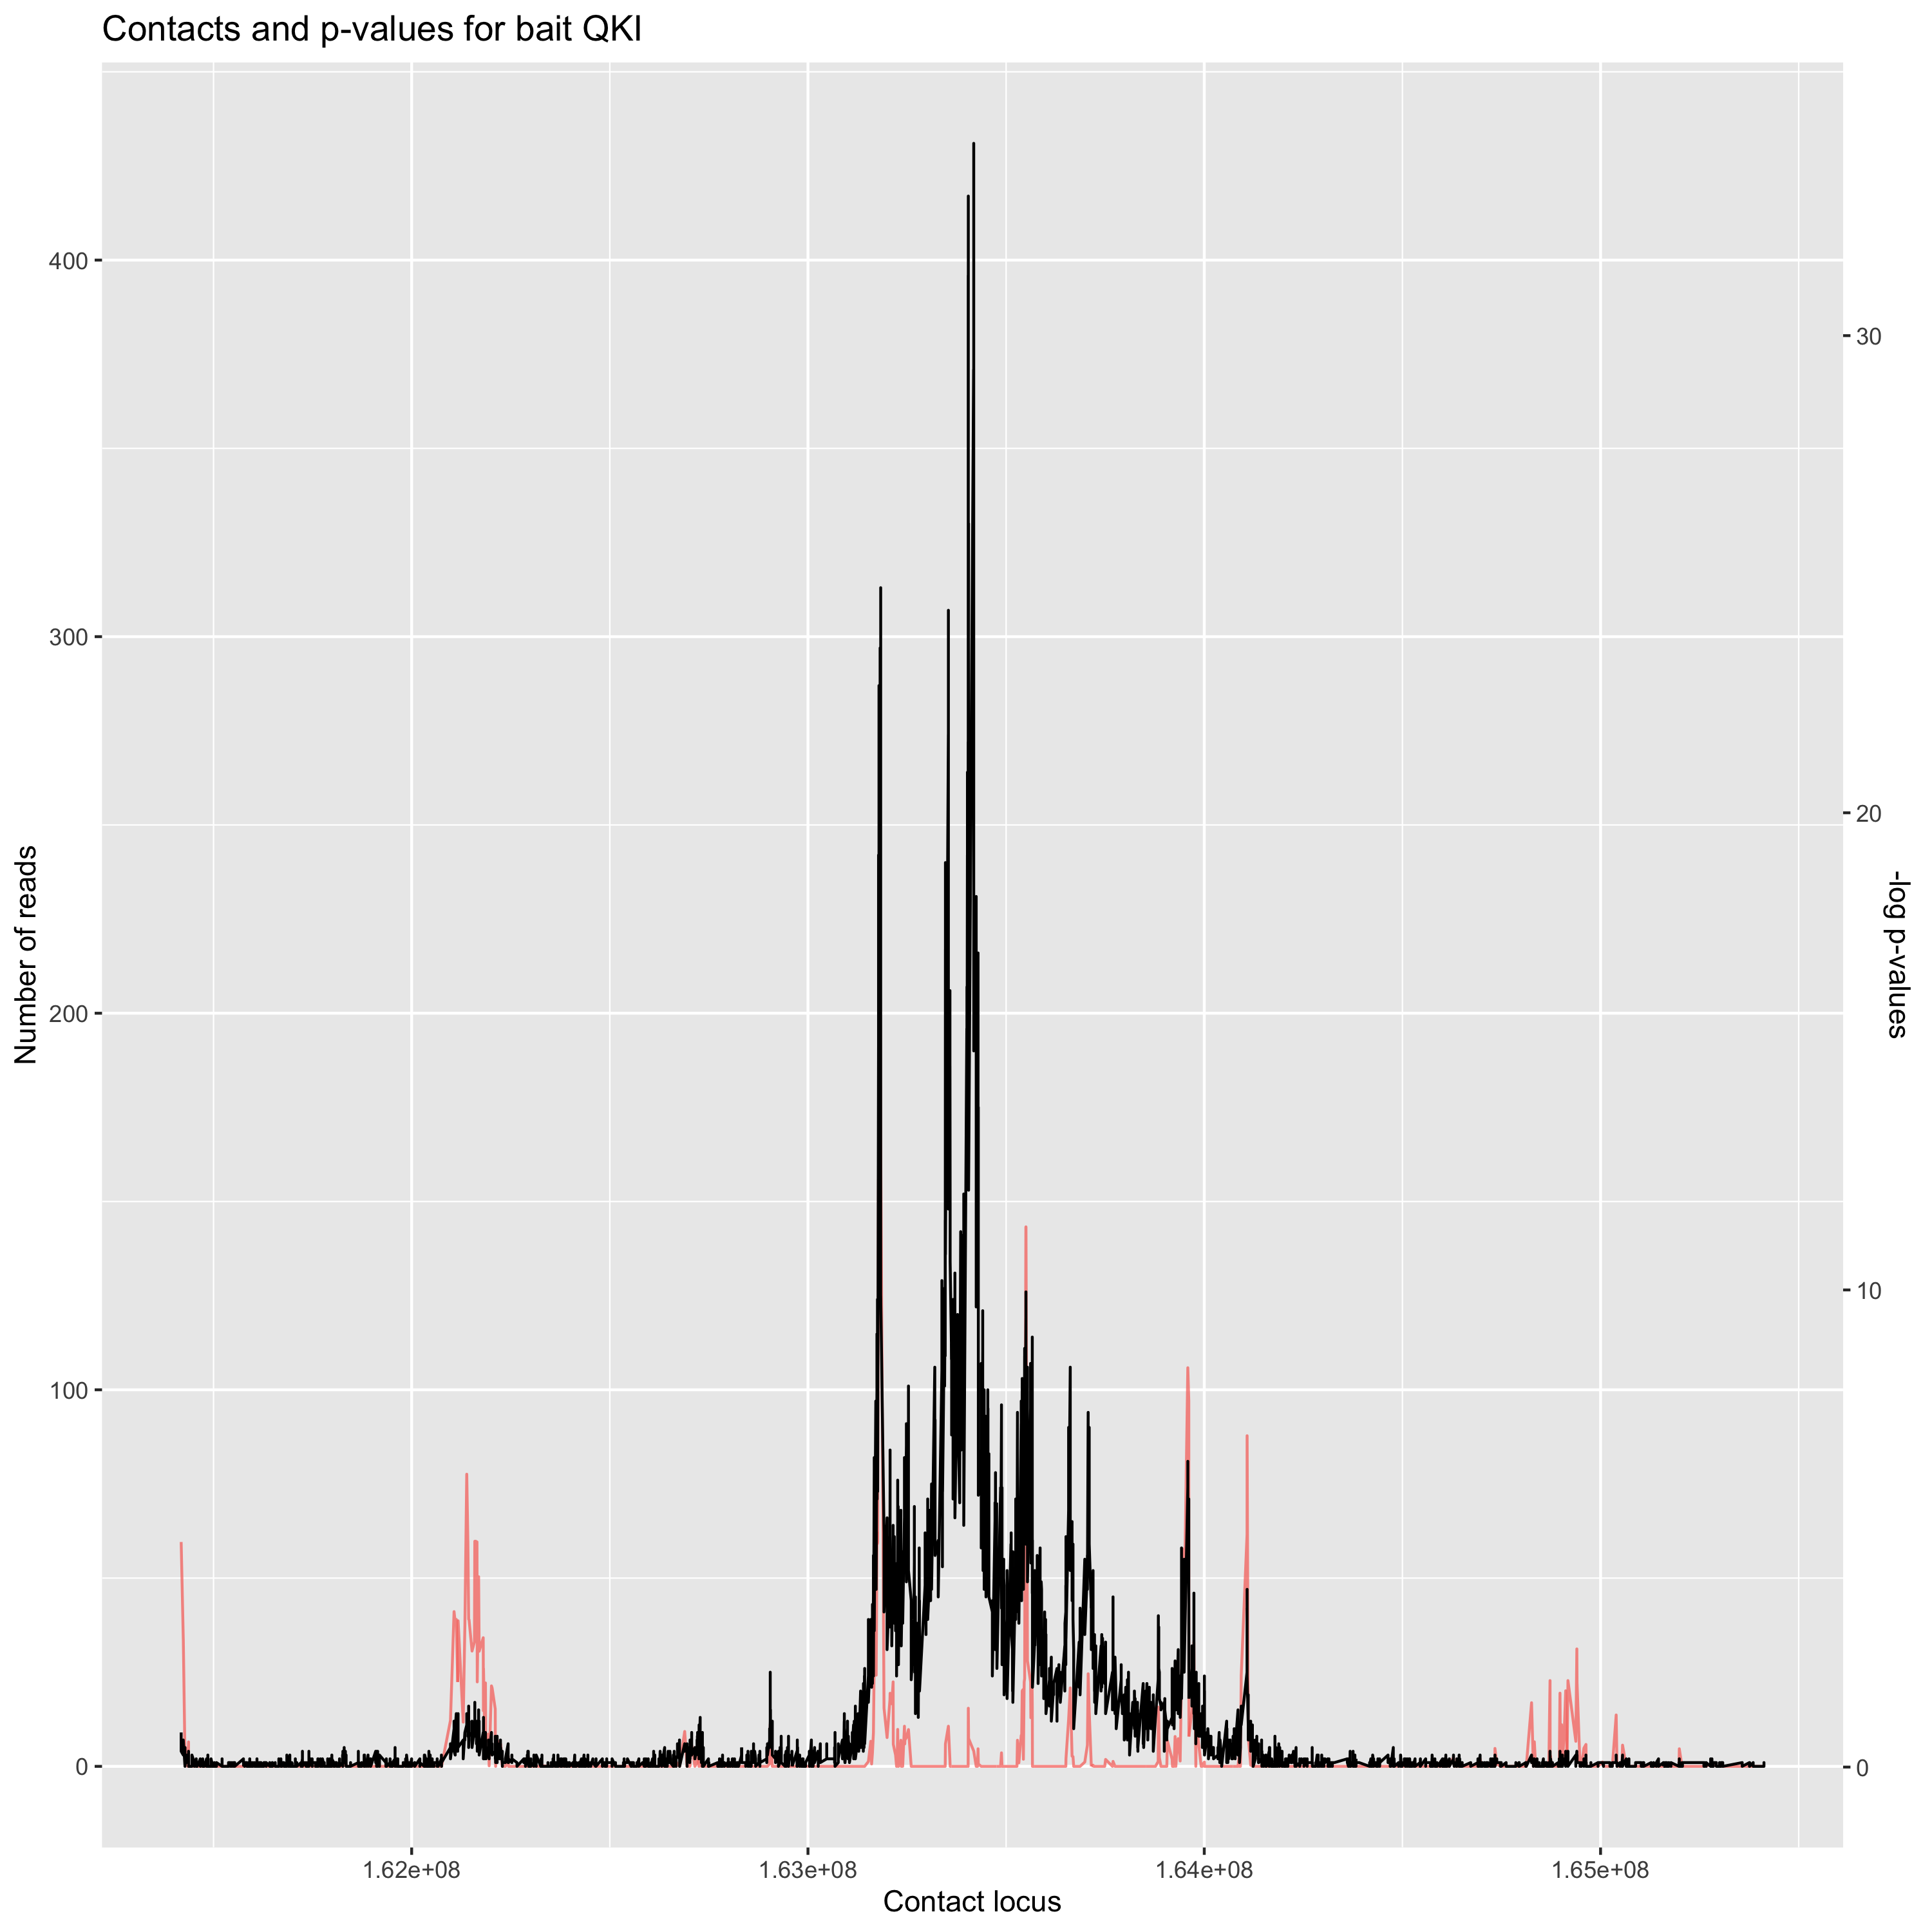 Contacts and p-values for bait QKI
400
300
200
100
0
30
20
10
0
Number of reads
-log p-values
1.62e+08 1.63e+08 1.64e+08 1.65e+08
Contact locus